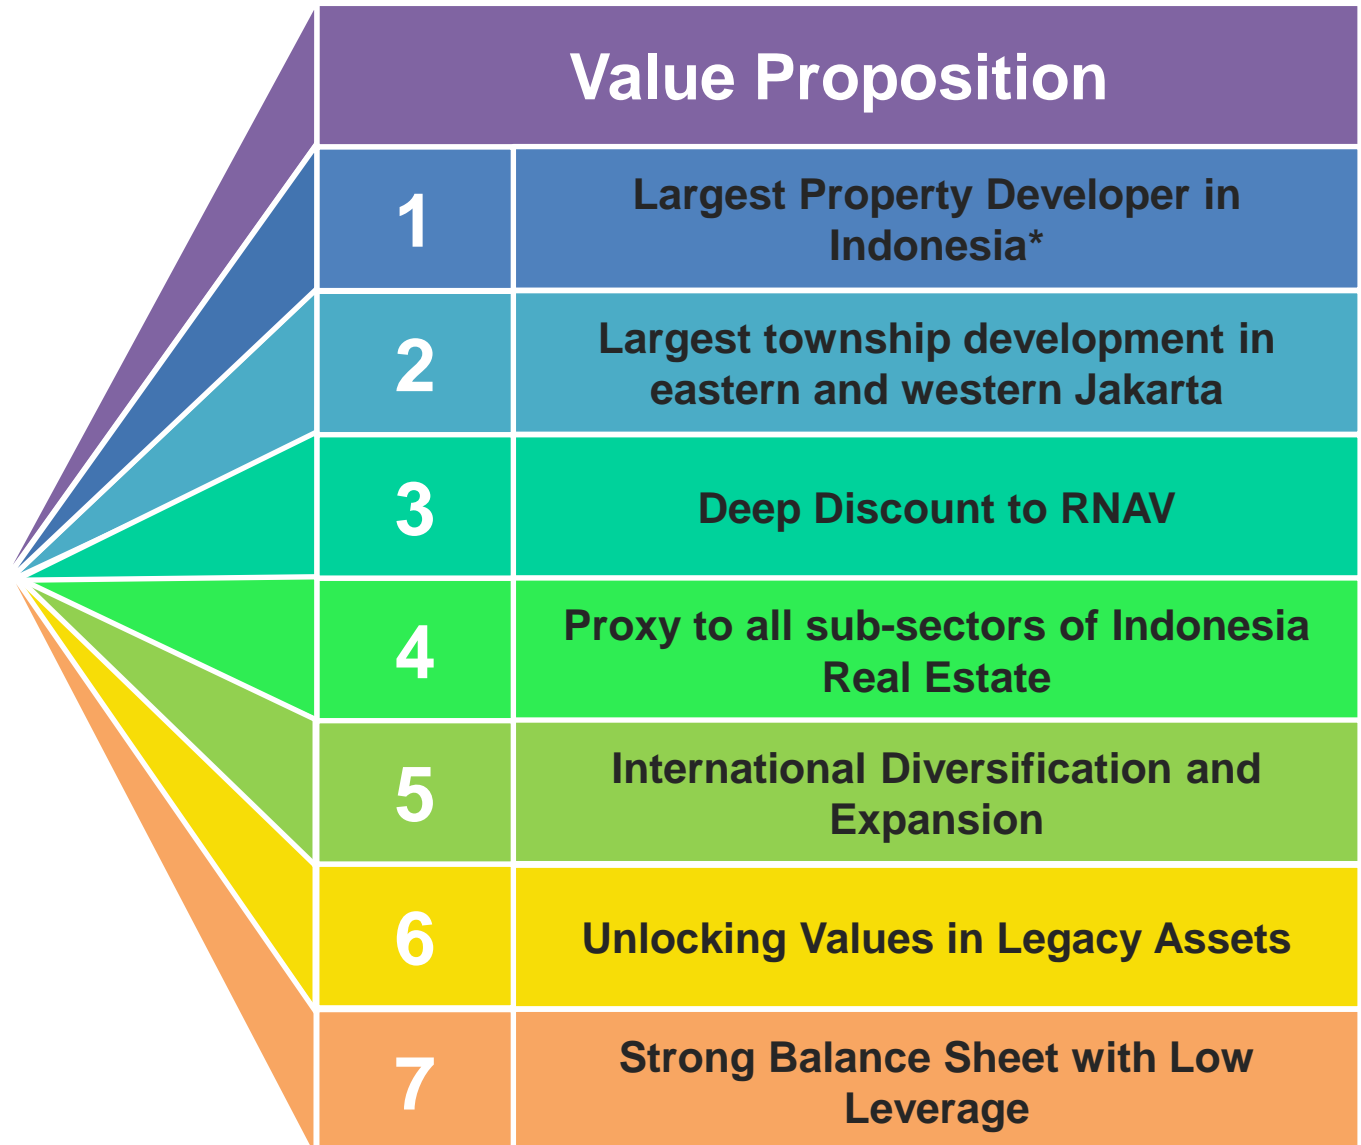 Value Proposition
1
Largest Property Developer in
Indonesia*
2
Largest township development in
eastern and western Jakarta
3
Deep Discount to RNAV
4
Proxy to all sub-sectors of Indonesia
Real Estate
5
International Diversification and
Expansion
6
Unlocking Values in Legacy Assets
7
Strong Balance Sheet with Low
Leverage